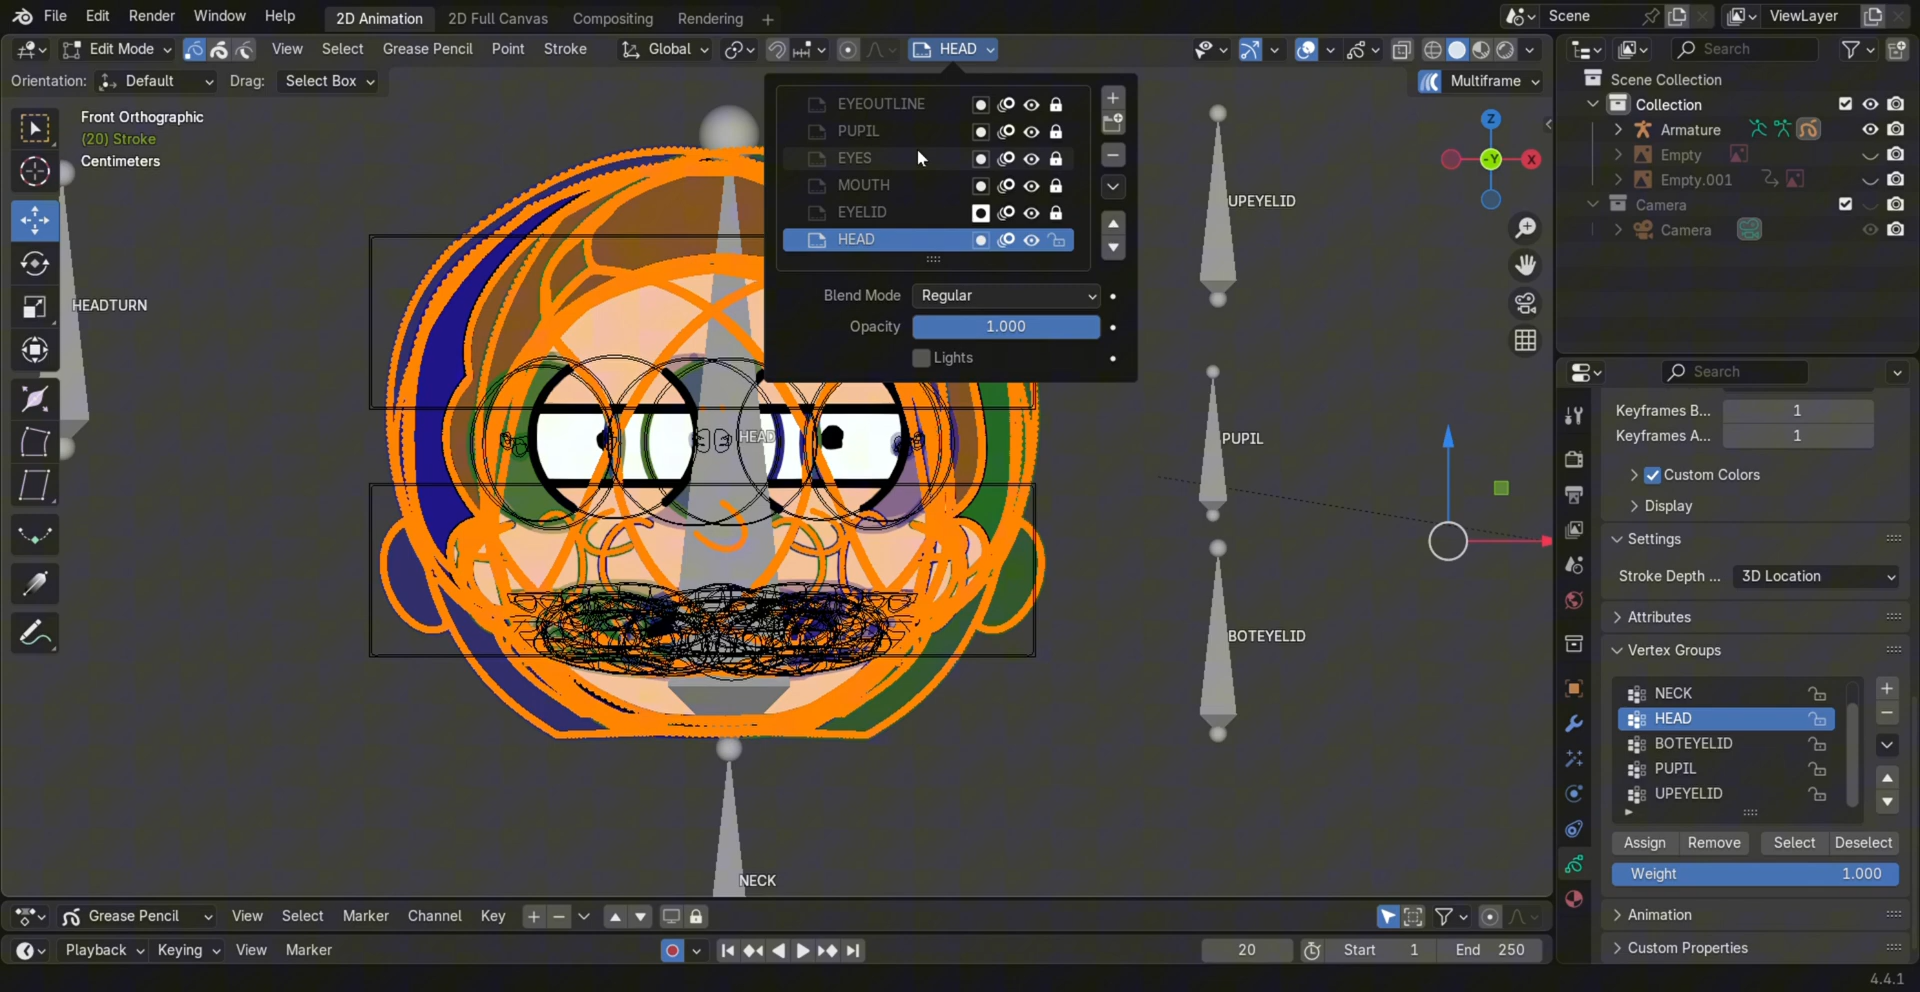 File Edit Render Window Help 2D Animation 2D Full Canvas Compositing Rendering + Scene ViewLayer
Edit Mode View Select Grease Pencil Point Stroke Global HEAD Search
Orientation: Default Drag: Select Box Multiframe
Front Orthographic
(20) Stroke
Centimeters
EYEOUTLINE
PUPIL
EYES
MOUTH
EYELID
HEAD
Blend Mode Regular
Opacity 1.000
Lights
HEADTURN
HEAD
UPEYELID
PUPIL
BOTEYELID
NECK
Z
-Y
X
Scene Collection
Collection
Armature
Empty
Empty.001
Camera
Camera
Search
Keyframes B... 1
Keyframes A... 1
Custom Colors
Display
Settings
Stroke Depth ... 3D Location
Attributes
Vertex Groups
NECK
HEAD
BOTEYELID
PUPIL
UPEYELID
Assign Remove Select Deselect
Weight 1.000
Animation
Custom Properties
Grease Pencil View Select Marker Channel Key
Playback Keying View Marker 20 Start 1 End 250
4.4.1